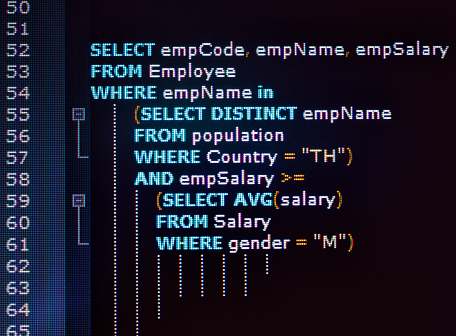 50
51
52 SELECT empCode, empName, empSalary
53 FROM Employee
54 WHERE empName in
55 (SELECT DISTINCT empName
56 FROM population
57 WHERE Country = "TH")
58 AND empSalary >=
59 (SELECT AVG(salary)
60 FROM Salary
61 WHERE gender = "M")
62
63
64
65